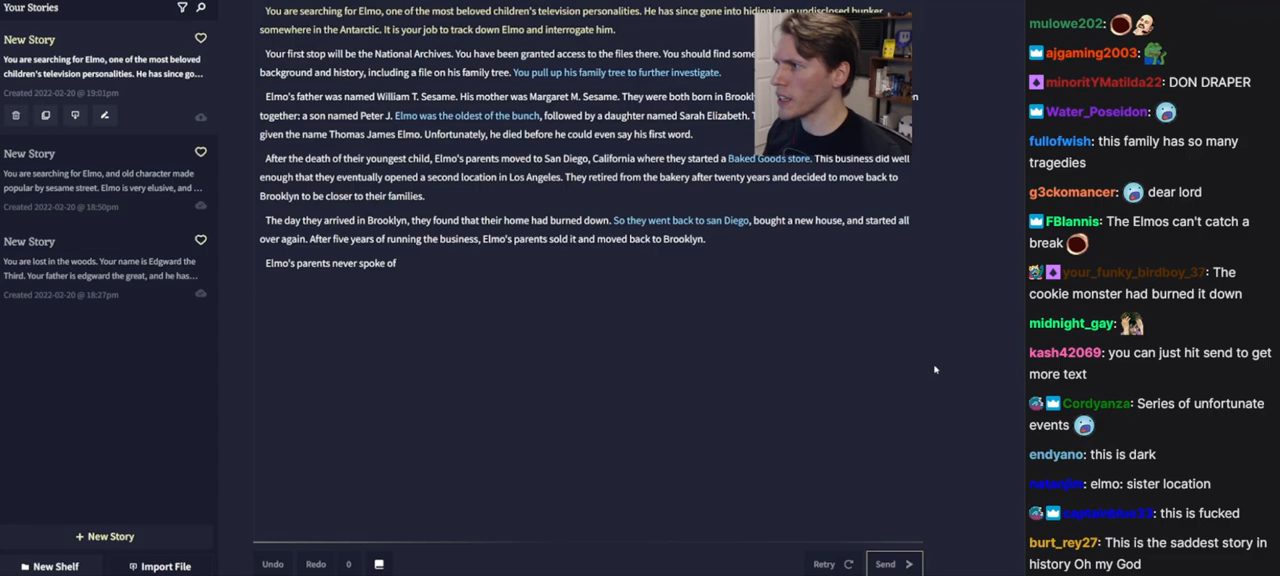 Your Stories
New Story
You are searching for Elmo, one of the most
beloved children's television personalities. He has since go…
Created 2022-02-20 @ 19:01pm
New Story
You are searching for Elmo, and old character made
popular by sesame street. Elmo is very elusive, and …
Created 2022-02-20 @ 18:50pm
New Story
You are lost in the woods. Your name is Edgward the
Third. Your father is edgward the great, and he has…
Created 2022-02-20 @ 18:27pm
+ New Story
New Shelf
Import File
You are searching for Elmo, one of the most beloved children's television personalities. He has since gone into hiding in an undisclosed bunker
somewhere in the Antarctic. It is your job to track down Elmo and interrogate him.
Your first stop will be the National Archives. You have been granted access to the files there. You should find some
background and history, including a file on his family tree. You pull up his family tree to further investigate.
Elmo's father was named William T. Sesame. His mother was Margaret M. Sesame. They were both born in
together: a son named Peter J. Elmo was the oldest of the bunch, followed by a daughter named Sarah Elizabeth.
given the name Thomas James Elmo. Unfortunately, he died before he could even say his first word.
After the death of their youngest child, Elmo's parents moved to San Diego, California where they started a Baked Goods store. This business did well
enough that they eventually opened a second location in Los Angeles. They retired from the bakery after twenty years and decided to move back to
Brooklyn to be closer to their families.
The day they arrived in Brooklyn, they found that their home had burned down. So they went back to san Diego, bought a new house, and started all
over again. After five years of running the business, Elmo's parents sold it and moved back to Brooklyn.
Elmo's parents never spoke of
Undo
Redo
0
Retry
Send
mulowe202:
ajgaming2003:
minoritYMatilda22: DON DRAPER
Water_Poseidon:
fullofwish: this family has so many
tragedies
g3ckomancer: dear lord
FBIannis: The Elmos can't catch a
break
your_funky_birdboy_37: The
cookie monster had burned it down
midnight_gay:
kash42069: you can just hit send to get
more text
Cordyanza: Series of unfortunate
events
endyano: this is dark
natanjim: elmo: sister location
captainblue33: this is fucked
burt_rey27: This is the saddest story in
history Oh my God